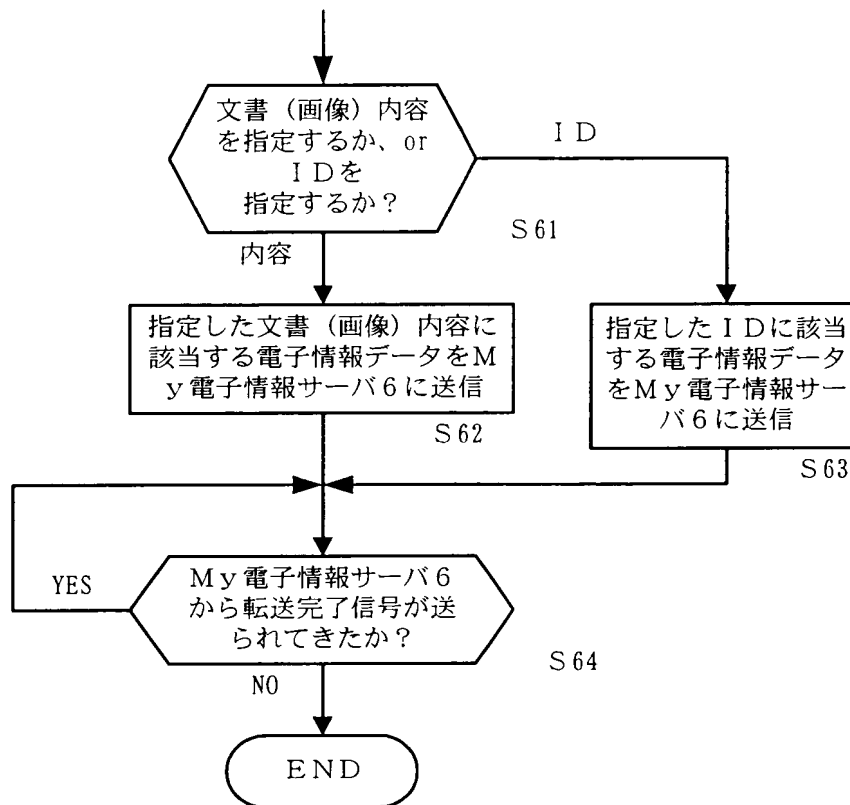 文書（画像）内容
を指定するか、or
ＩＤを
指定するか？
ＩＤ
Ｓ61
内容
指定した文書（画像）内容に
該当する電子情報データをＭ
ｙ電子情報サーバ６に送信
Ｓ62
指定したＩＤに該当
する電子情報データ
をＭｙ電子情報サー
バ６に送信
Ｓ63
YES
Ｍｙ電子情報サーバ６
から転送完了信号が送
られてきたか？
Ｓ64
NO
ＥＮＤ